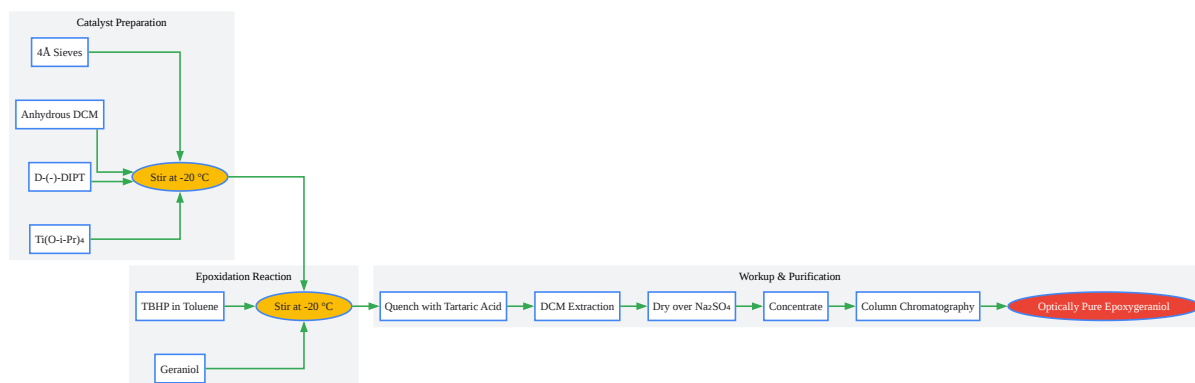 Catalyst Preparation
4Å Sieves
Anhydrous DCM
D-(-)-DIPT
Stir at -20 °C
Ti(O-i-Pr)₄
Epoxidation Reaction
TBHP in Toluene
Stir at -20 °C
Geraniol
Workup & Purification
Quench with Tartaric Acid
DCM Extraction
Dry over Na₂SO₄
Concentrate
Column Chromatography
Optically Pure Epoxygeraniol